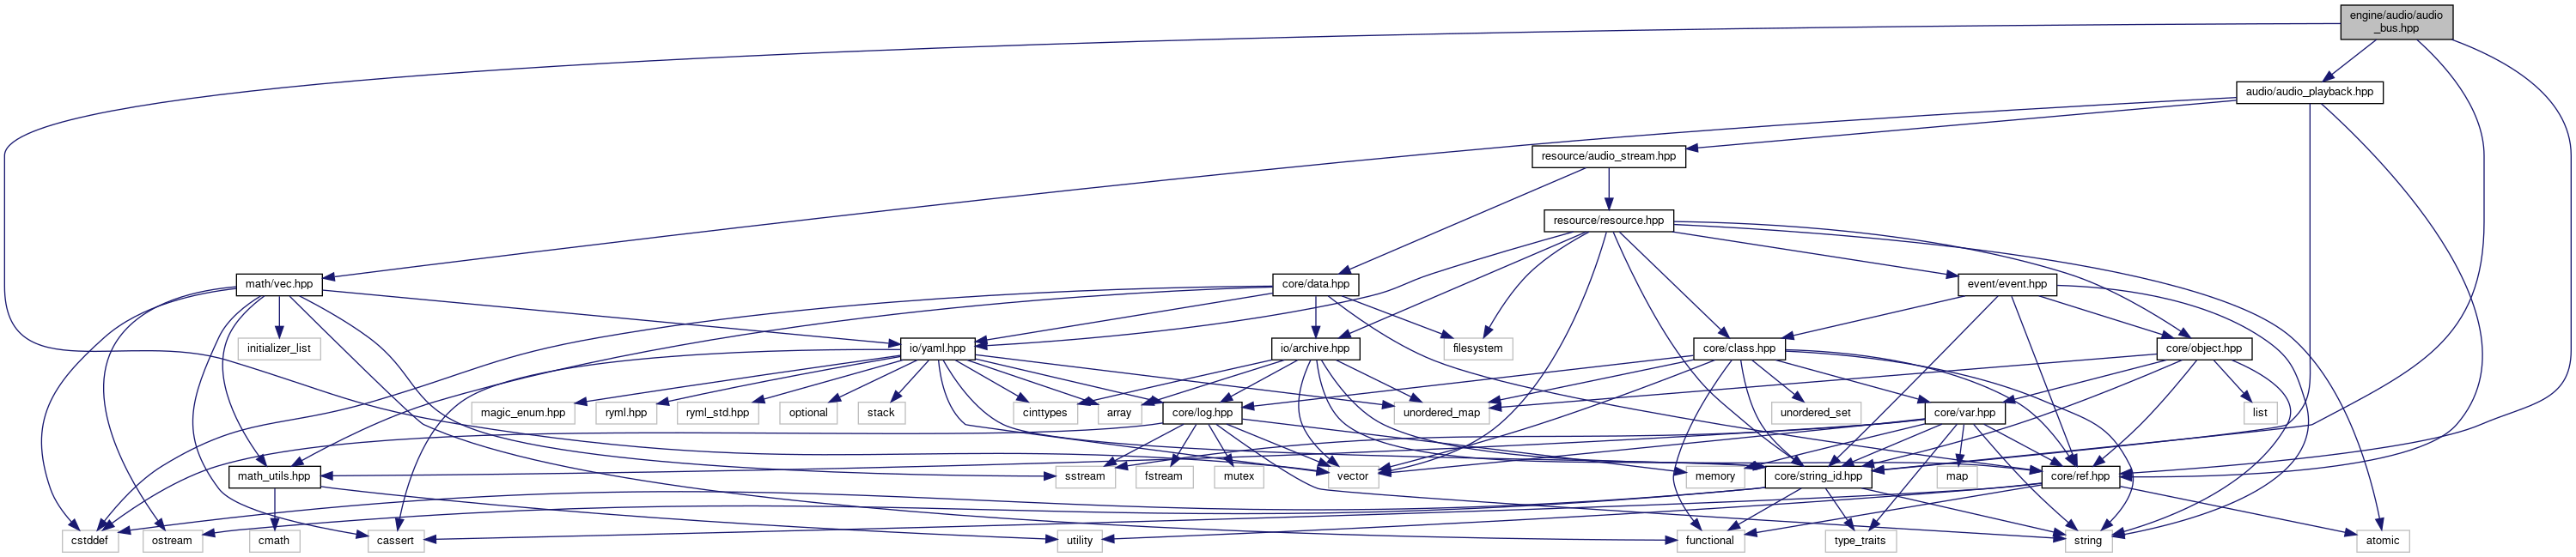 engine/audio/audio
_bus.hpp
audio/audio_playback.hpp
resource/audio_stream.hpp
resource/resource.hpp
math/vec.hpp
core/data.hpp
event/event.hpp
initializer_list
io/yaml.hpp
io/archive.hpp
filesystem
core/class.hpp
core/object.hpp
magic_enum.hpp
ryml.hpp
ryml_std.hpp
optional
stack
cinttypes
array
core/log.hpp
unordered_map
unordered_set
core/var.hpp
list
math_utils.hpp
sstream
fstream
mutex
vector
memory
core/string_id.hpp
map
core/ref.hpp
cstddef
ostream
cmath
cassert
utility
functional
type_traits
string
atomic